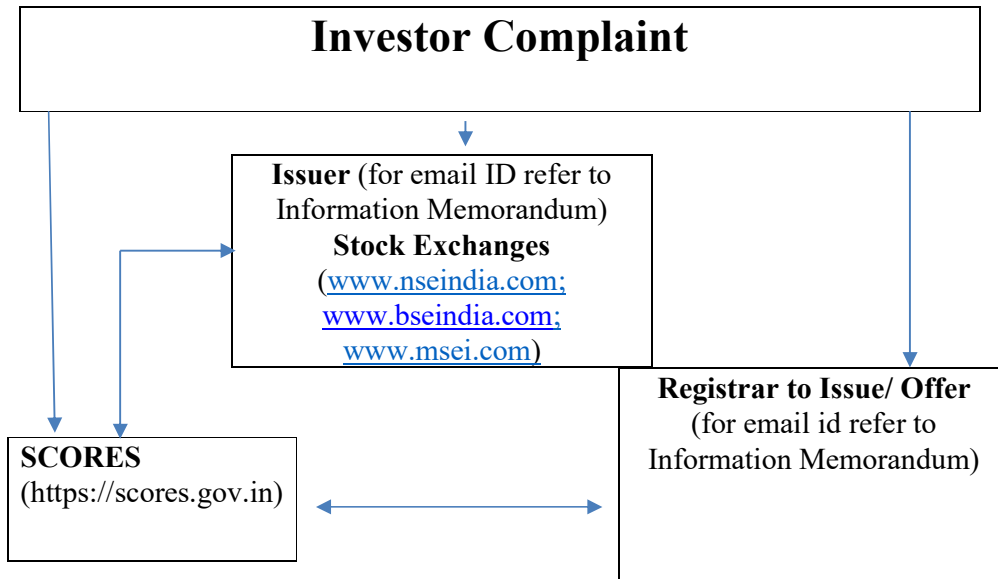 Investor Complaint
Issuer (for email ID refer to
Information Memorandum)
Stock Exchanges
(www.nseindia.com;
www.bseindia.com;
www.msei.com)
Registrar to Issue/ Offer
(for email id refer to
Information Memorandum)
SCORES
(https://scores.gov.in)